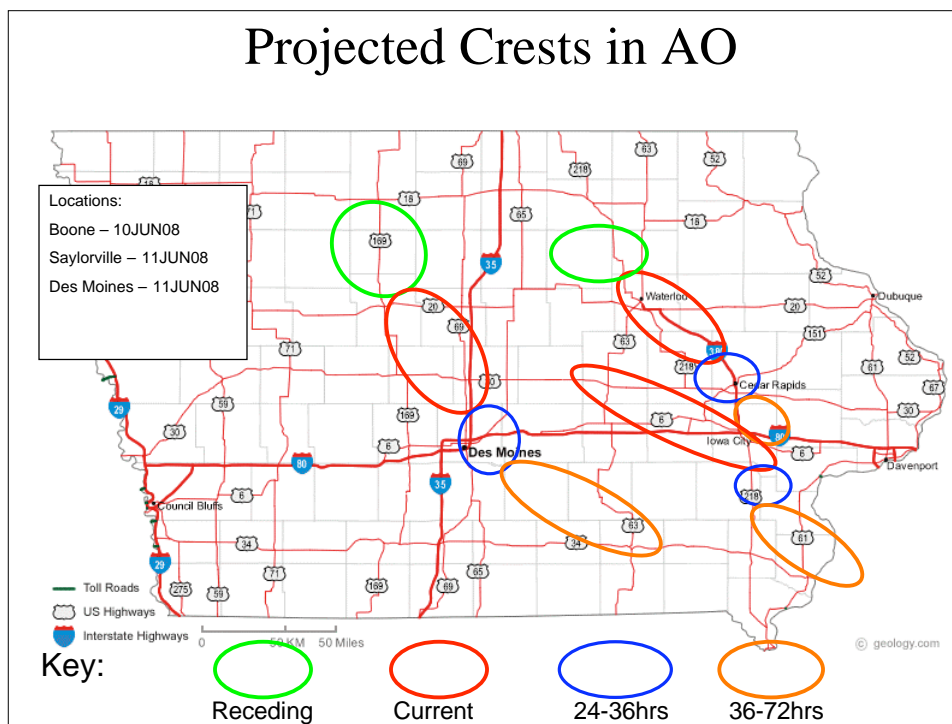 Projected Crests in AO
Locations:
Boone – 10JUN08
Saylorville – 11JUN08
Des Moines – 11JUN08
69
63
218
52
18
71
18
65
18
169
35
52
Waterloo
Dubuque
20
69
20
151
63
71
218
61
52
67
Cedar Rapids
29
59
169
30
30
6
6
Iowa City
80
6
Des Moines
Davenport
80
35
6
218
Council Bluffs
63
61
34
34
29
71
65
275
59
169
69
Toll Roads
US Highways
Interstate Highways
0 50 KM 50 Miles
© geology.com
Key:
Receding Current 24-36hrs 36-72hrs